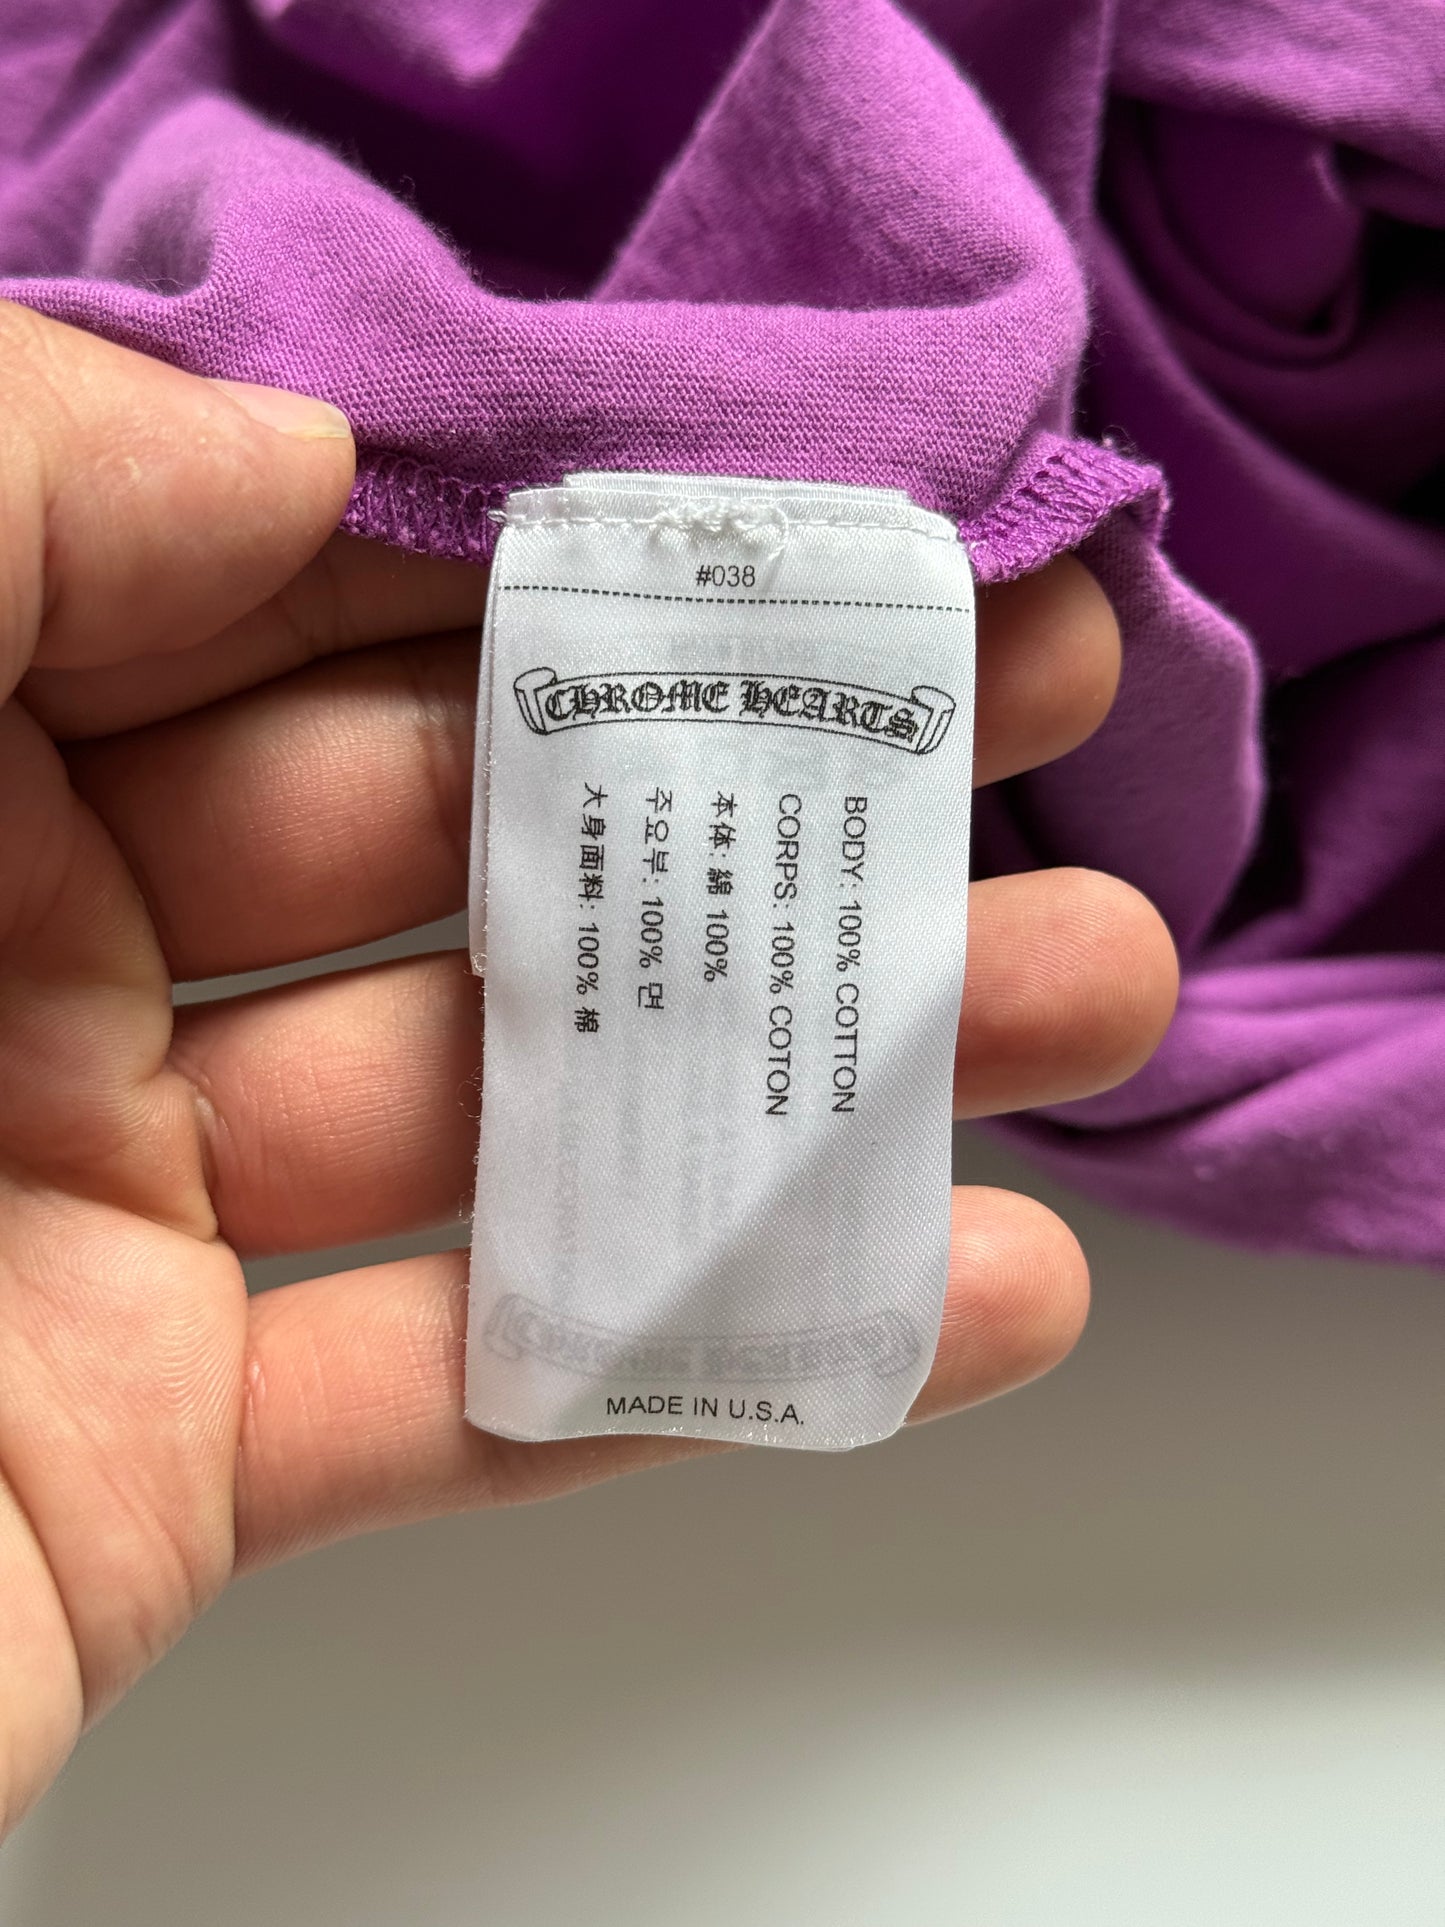 #038
CHROME HEARTS
BODY: 100% COTTON
CORPS: 100% COTON
本体: 綿 100%
주요부: 100% 면
大身面料: 100% 棉
MADE IN U.S.A.